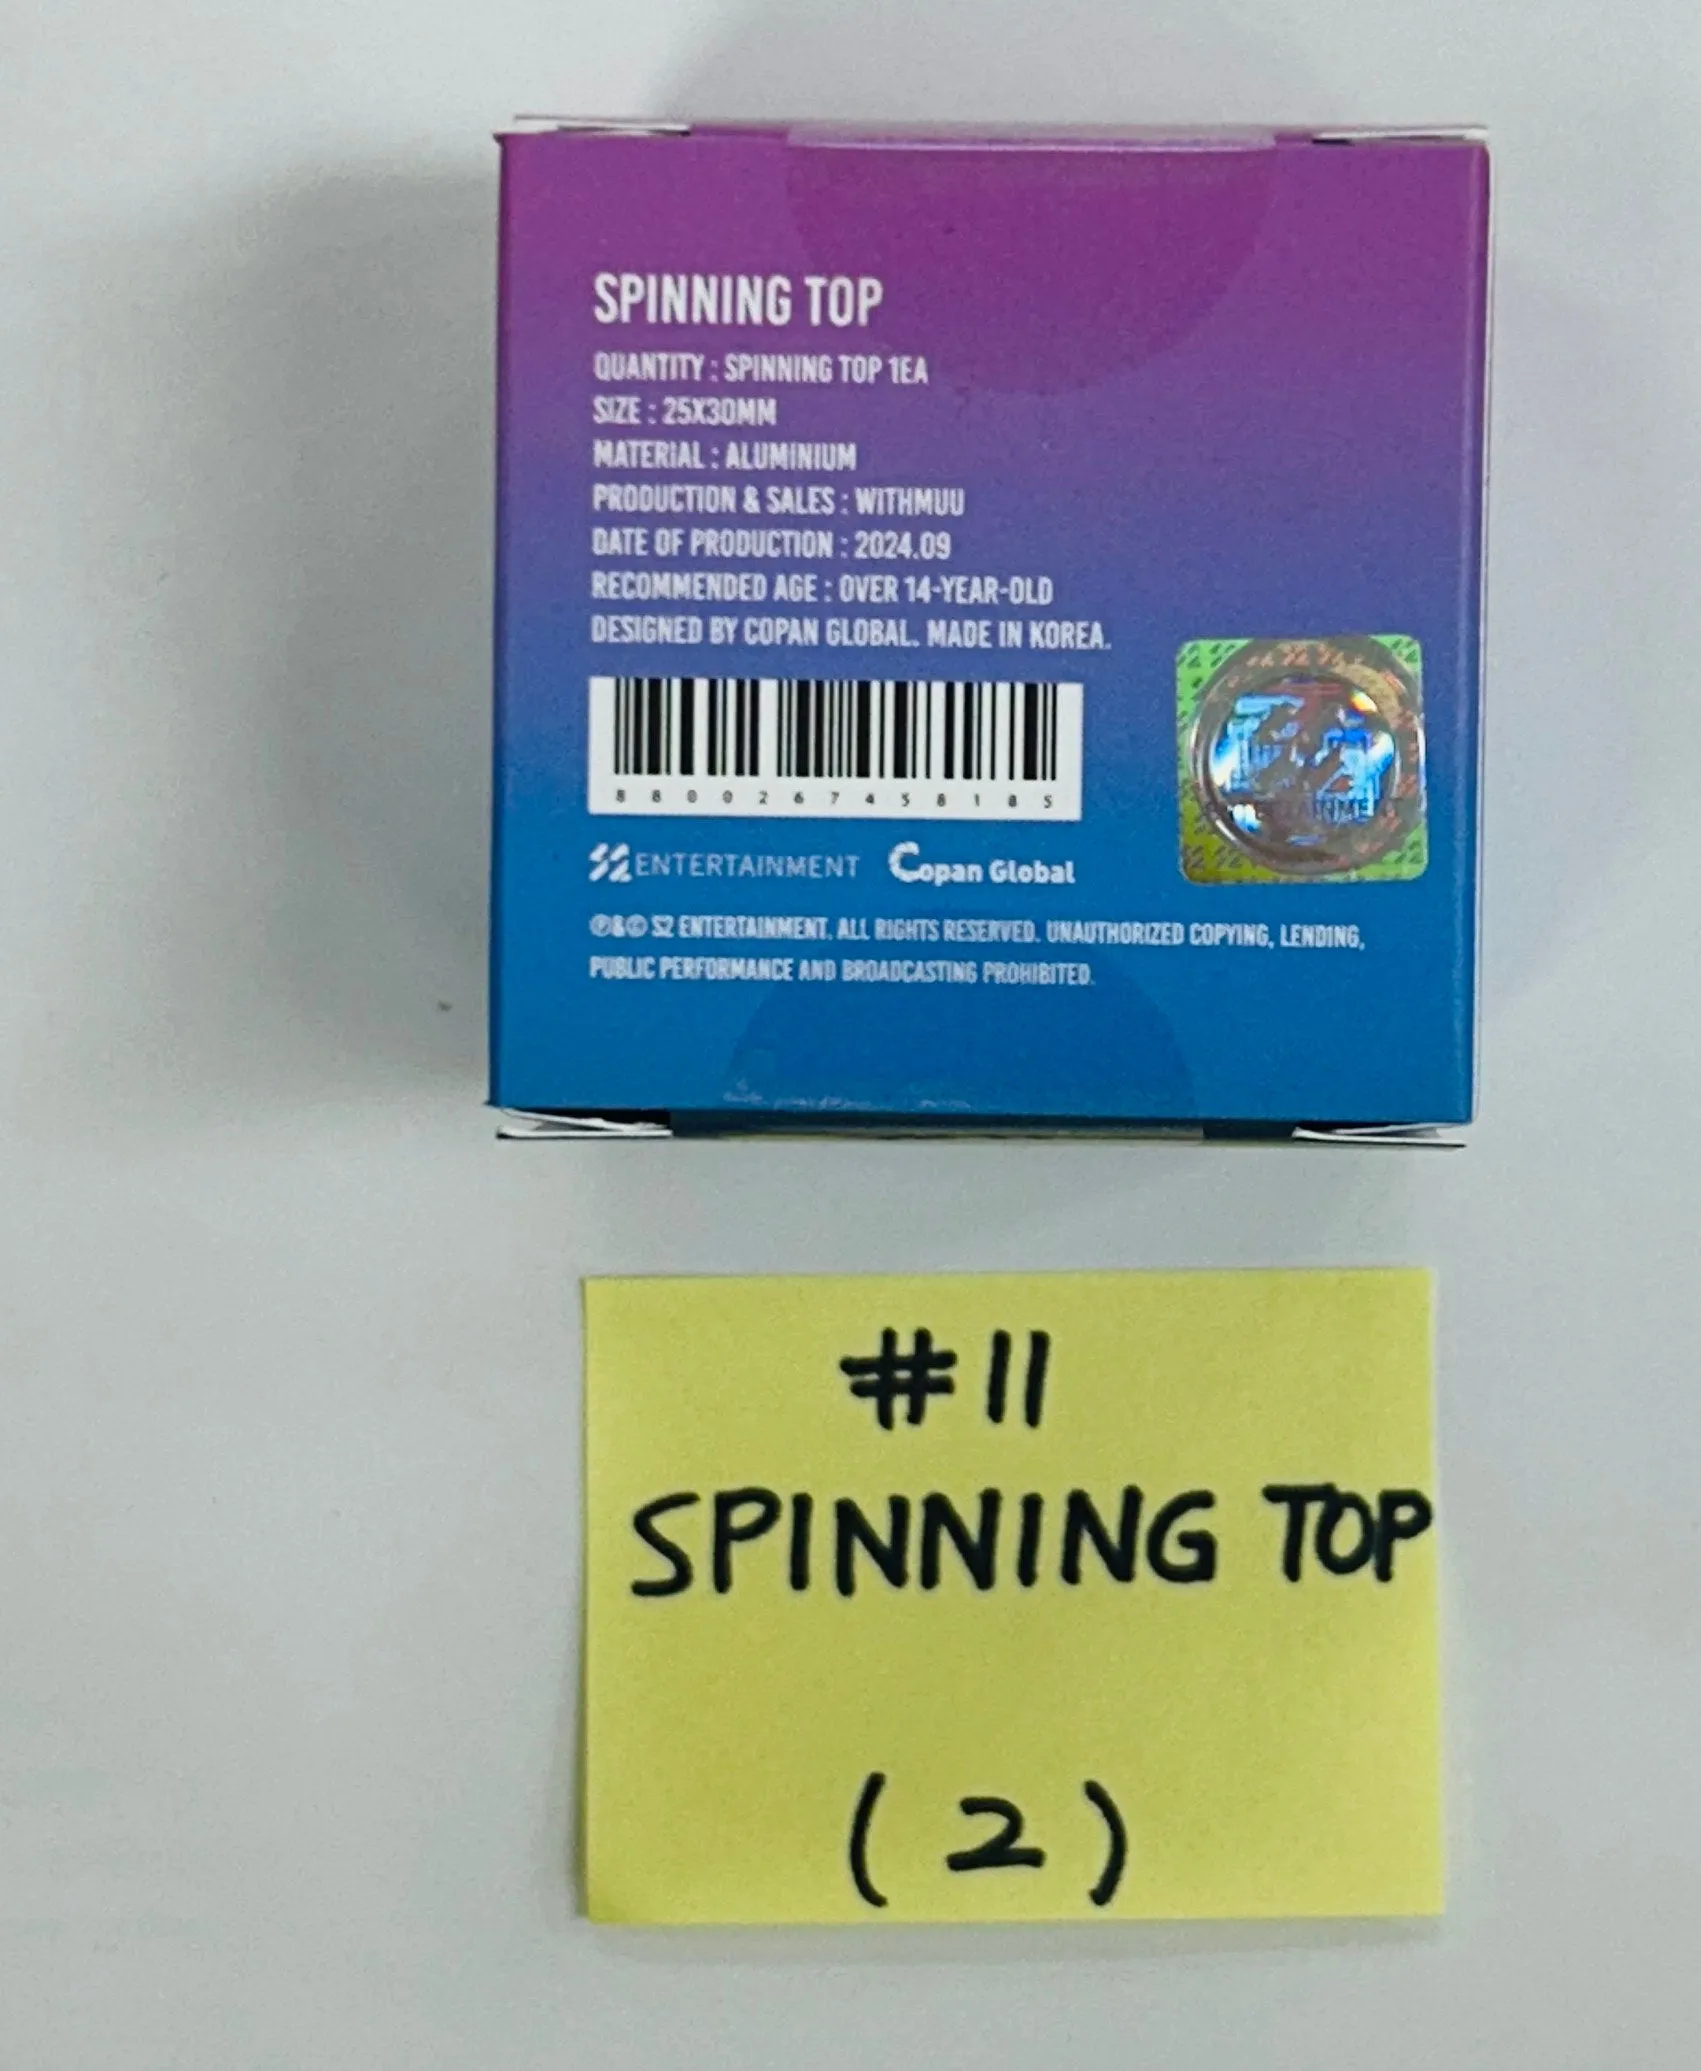 SPINNING TOP
QUANTITY : SPINNING TOP 1EA
SIZE : 25X30MM
MATERIAL : ALUMINIUM
PRODUCTION & SALES : WITHMUU
DATE OF PRODUCTION : 2024.09
RECOMMENDED AGE : OVER 14-YEAR-OLD
DESIGNED BY COPAN GLOBAL. MADE IN KOREA.
8 8 0 0 2 6 7 4 5 8 1 8 5
S2 ENTERTAINMENT Copan Global
℗&© S2 ENTERTAINMENT. ALL RIGHTS RESERVED. UNAUTHORIZED COPYING, LENDING,
PUBLIC PERFORMANCE AND BROADCASTING PROHIBITED.
#11
SPINNING TOP
(2)